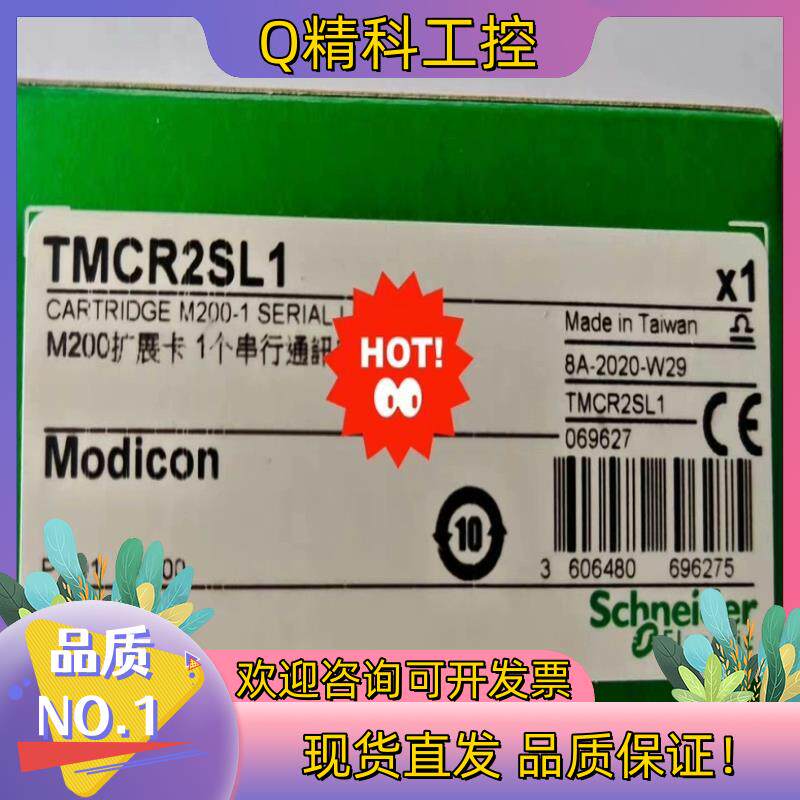 Q精科工控
TMCR2SL1
x1
CARTRIDGE M200-1 SERIAL
M200扩展卡 1个串行通訊
Made in Taiwan
8A-2020-W29
TMCR2SL1
069627
CE
HOT!
Modicon
10
3 606480 696275
Schneider
品质
NO.1
欢迎咨询可开发票
现货直发 品质保证！